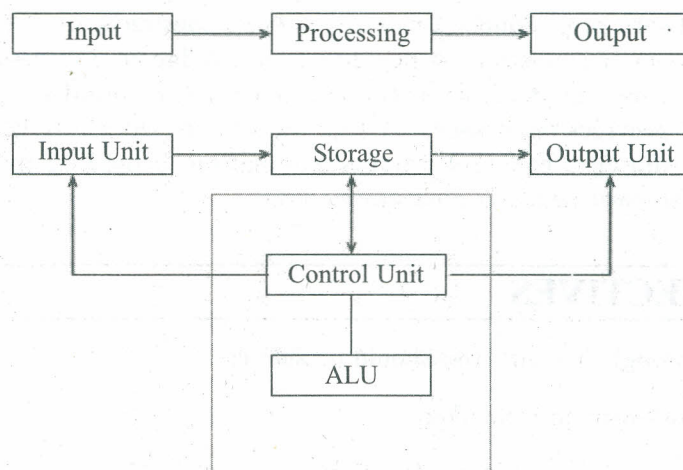 Input Processing Output
Input Unit Storage Output Unit
Control Unit
ALU